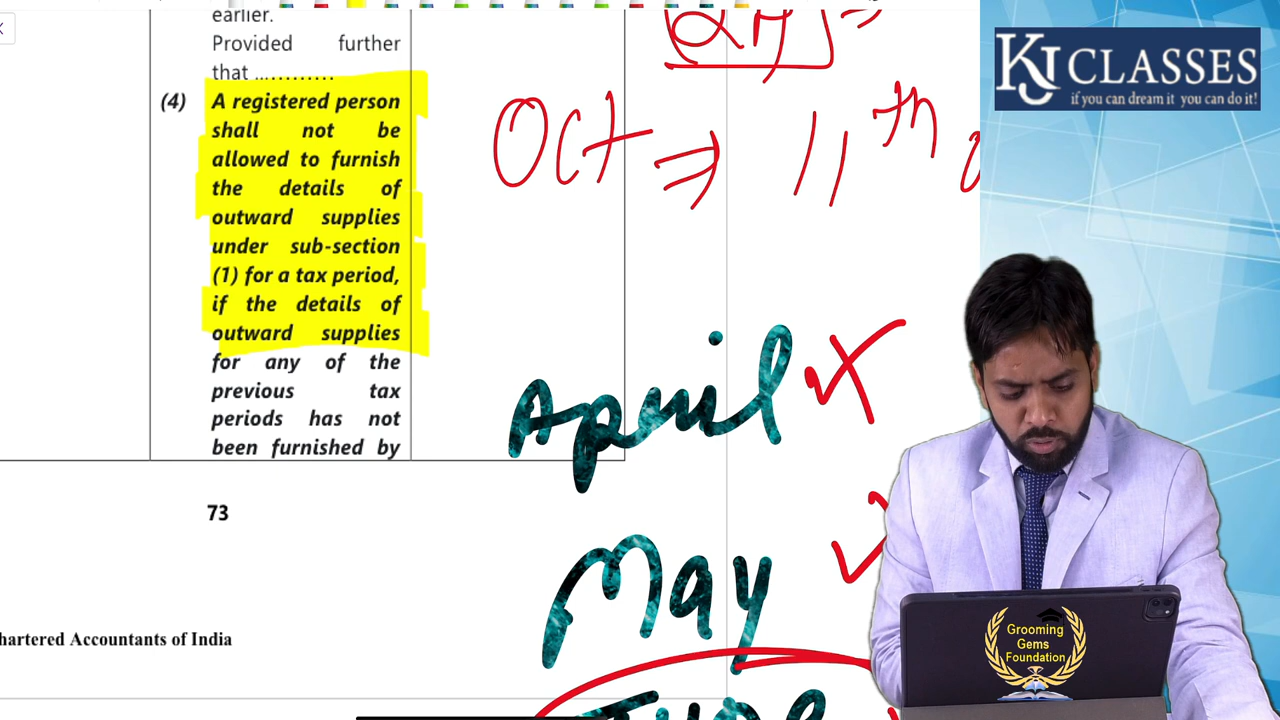 earlier.
Provided further
that ...………
(4) A registered person
shall not be
allowed to furnish
the details of
outward supplies
under sub-section
(1) for a tax period,
if the details of
outward supplies
for any of the
previous tax
periods has not
been furnished by
73
hartered Accountants of India
Oct ⇒ 11th
April
May
June
KJ CLASSES
if you can dream it you can do it!
Grooming
Gems
Foundation